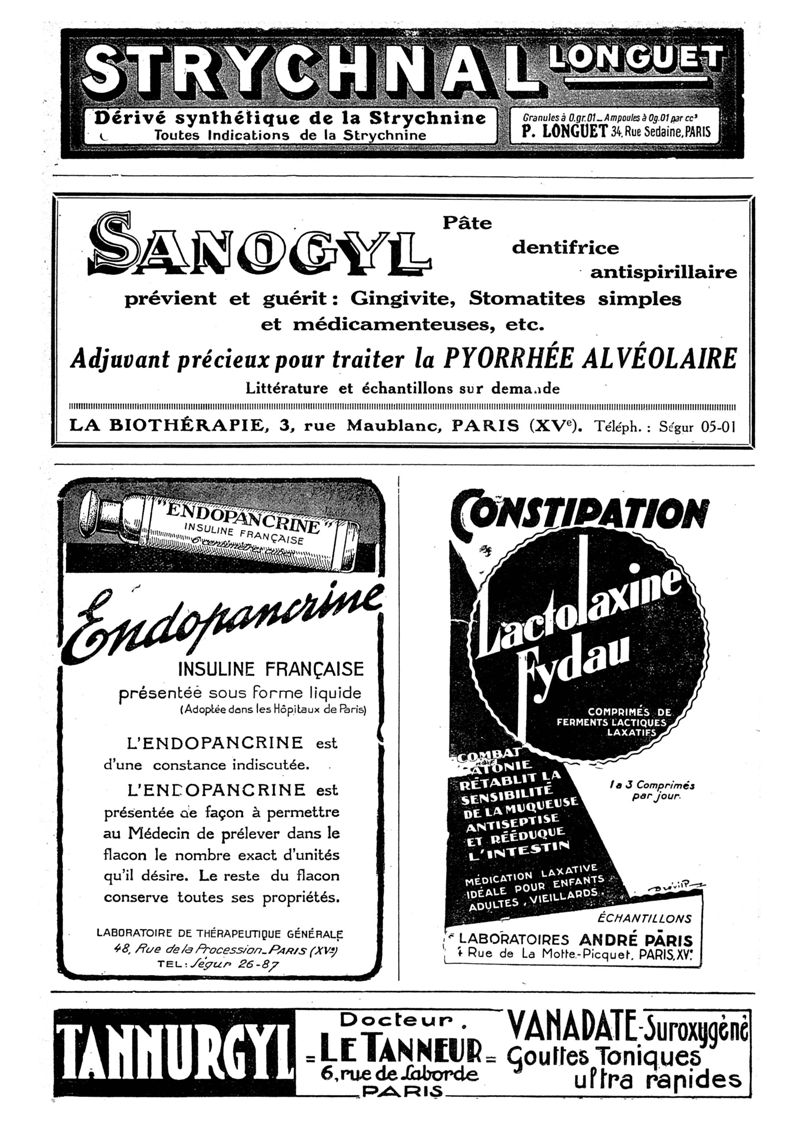 STRYCHNAL LONGUET
Dérivé synthétique de la Strychnine
Toutes Indications de la Strychnine
Granules à 0.gr.01 _ Ampoules à 0g.01 par cc³
P. LONGUET 34, Rue Sedaine, PARIS
SANOGYL
Pâte
dentifrice
antispirillaire
prévient et guérit : Gingivite, Stomatites simples
et médicamenteuses, etc.
Adjuvant précieux pour traiter la PYORRHÉE ALVÉOLAIRE
Littérature et échantillons sur demande
LA BIOTHÉRAPIE, 3, rue Maublanc, PARIS (XVe). Téléph. : Ségur 05-01
"ENDOPANCRINE"
INSULINE FRANÇAISE
6 centimètres cubes
Endopancrine
INSULINE FRANÇAISE
présentée sous forme liquide
(Adoptée dans les Hôpitaux de Paris)
L'ENDOPANCRINE est
d'une constance indiscutée.
L'ENDOPANCRINE est
présentée de façon à permettre
au Médecin de prélever dans le
flacon le nombre exact d'unités
qu'il désire. Le reste du flacon
conserve toutes ses propriétés.
LABORATOIRE DE THÉRAPEUTIQUE GÉNÉRALE
48, Rue de la Procession_PARIS (XVe)
TEL : Ségur 26-87
CONSTIPATION
Lactolaxine
Fydau
COMPRIMÉS DE
FERMENTS LACTIQUES
LAXATIFS
COMBAT
L'ATONIE
RÉTABLIT LA
SENSIBILITÉ
DE LA MUQUEUSE
ANTISEPTISE
ET RÉÉDUQUE
L'INTESTIN
1 a 3 Comprimés
par jour.
MÉDICATION LAXATIVE
IDÉALE POUR ENFANTS
ADULTES, VIEILLARDS.
ÉCHANTILLONS
LABORATOIRES ANDRÉ PÂRIS
4 Rue de La Motte-Picquet, PARIS, XVe
TANNURGYL
Docteur.
= LE TANNEUR =
6, rue de Laborde
PARIS
VANADATE-Suroxygéné
Gouttes Toniques
ultra rapides